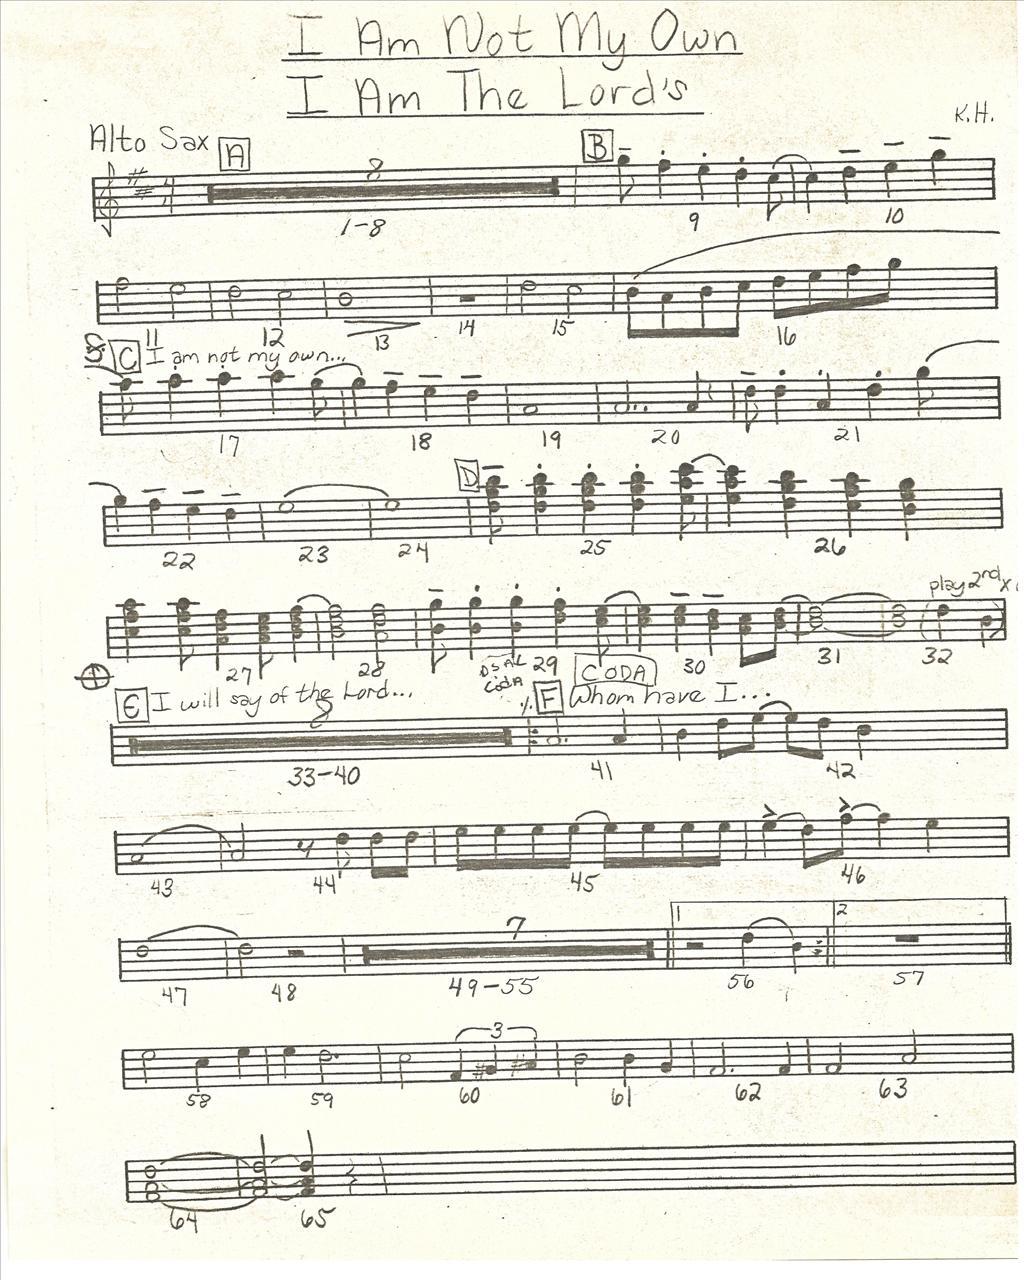 I Am Not My Own
I Am The Lord's
K.H.
Alto Sax A B
8
1-8 9 10
11 12 13 14 15 16
C I am not my own...
17 18 19 20 21
D
22 23 24 25 26
play 2nd x
27 28 29 30 31 32
D.S. AL CODA CODA
E I will say of the Lord... F Whom have I...
8
33-40 41 42
43 44 45 46
7 1 2
47 48 49-55 56 57
3
58 59 60 61 62 63
64 65